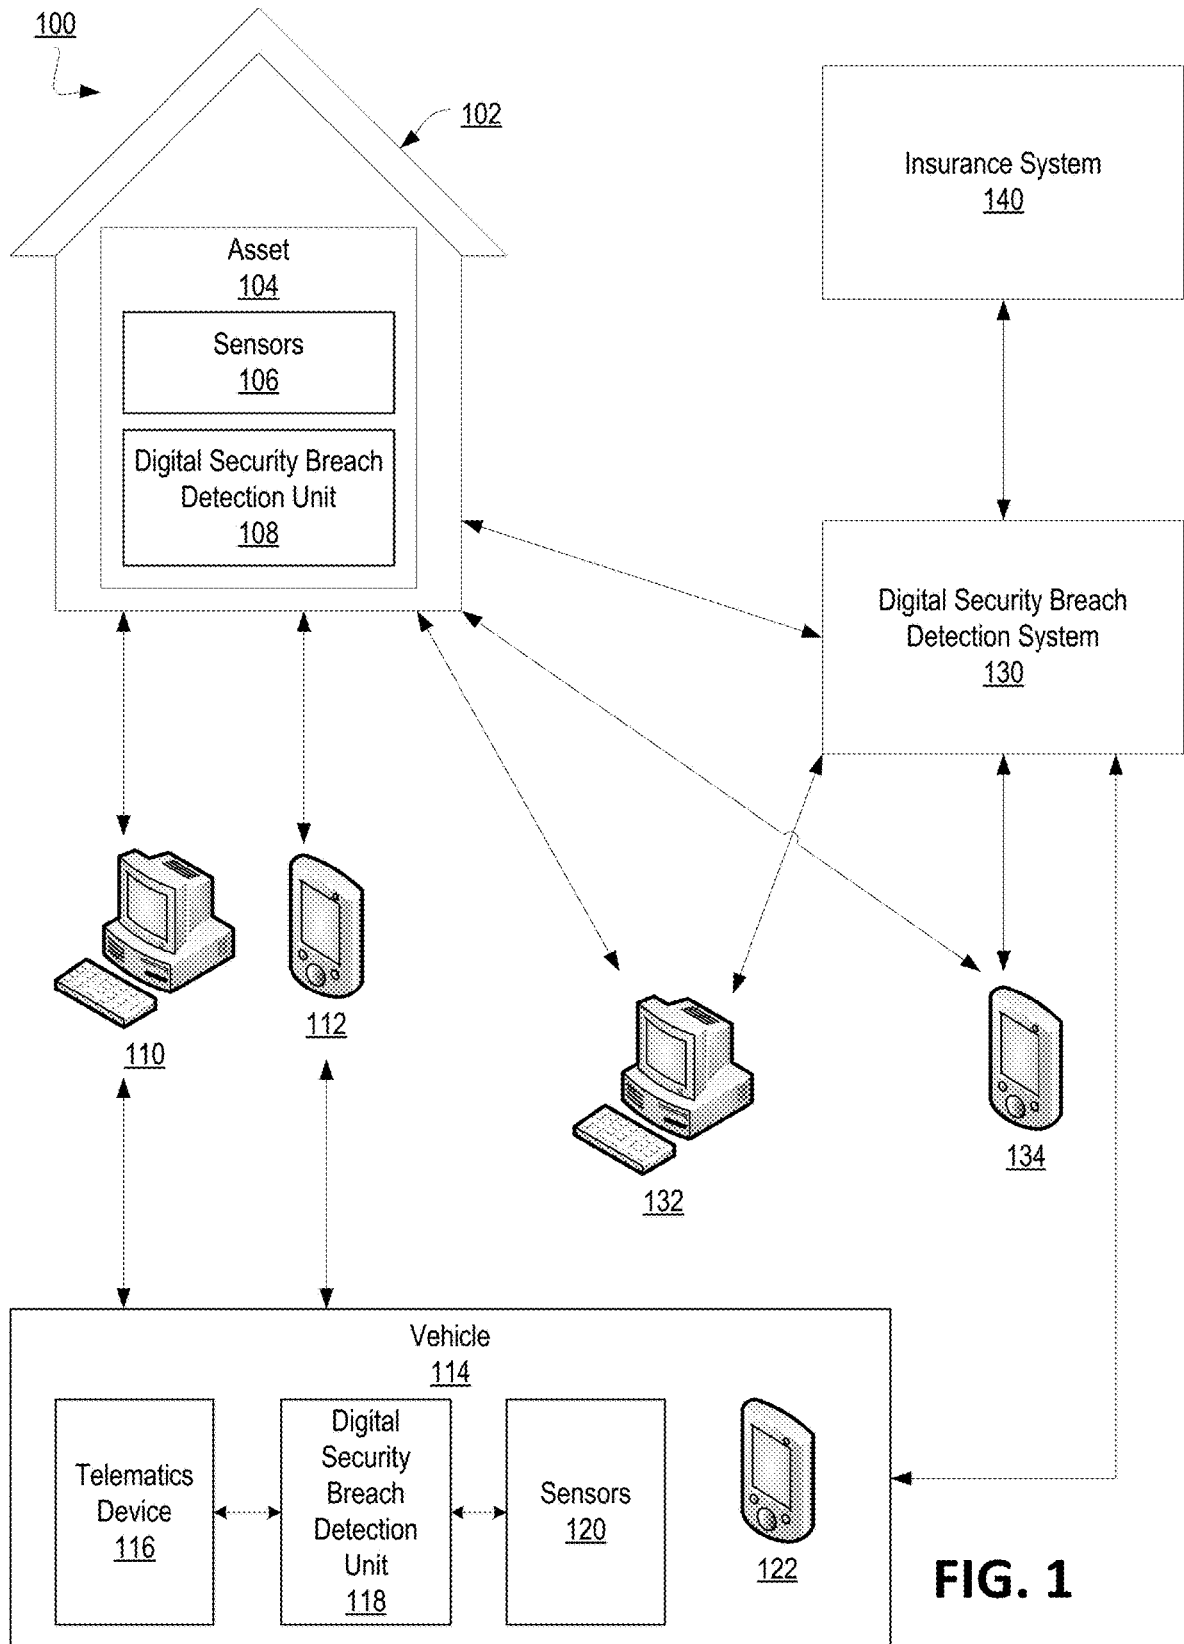 100
102
Asset
104
Sensors
106
Digital Security Breach
Detection Unit
108
Insurance System
140
Digital Security Breach
Detection System
130
110
112
132
134
Vehicle
114
Telematics
Device
116
Digital
Security
Breach
Detection
Unit
118
Sensors
120
122
FIG. 1